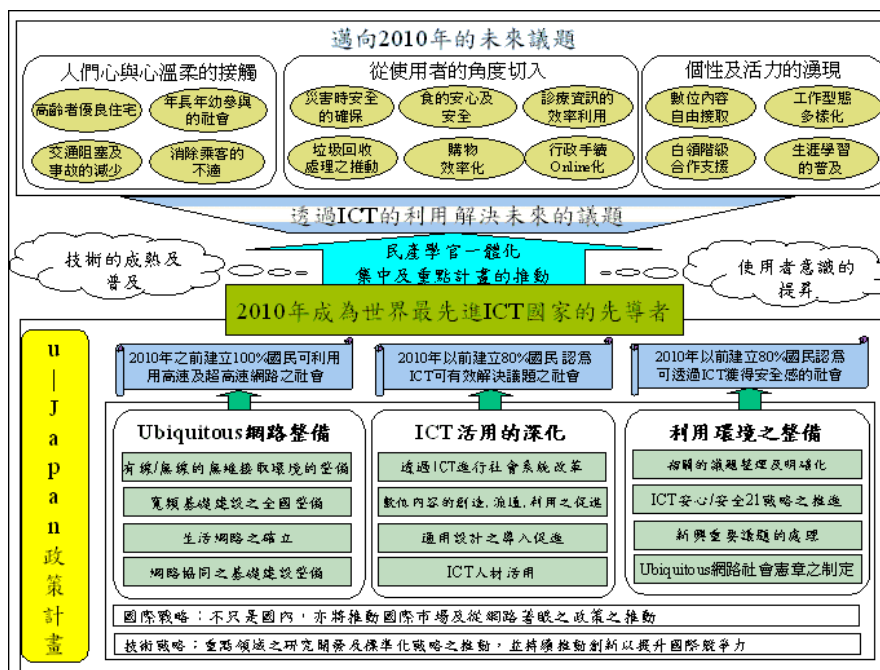 邁向2010年的未來議題
人們心與心溫柔的接觸
高齡者優良住宅
年長年幼參與
的社會
交通阻塞及
事故的減少
消除乘客的
不適
從使用者的角度切入
災害時安全
的確保
食的安心及
安全
診療資訊的
效率利用
垃圾回收
處理之推動
購物
效率化
行政手續
Online化
個性及活力的湧現
數位內容
自由接取
工作型態
多樣化
白領階級
合作支援
生涯學習
的普及
透過ICT的利用解決未來的議題
技術的成熟及
普及
民產學官一體化
集中及重點計畫的推動
使用者意識的
提昇
2010年成為世界最先進ICT國家的先導者
u—Japan政策計畫
2010年之前建立100%國民可利用
用高速及超高速網路之社會
2010年以前建立80%國民認為
ICT可有效解決議題之社會
2010年以前建立80%國民認為
可透過ICT獲得安全感的社會
Ubiquitous網路整備
有線/無線的無縫接取環境的整備
寬頻基礎建設之全國整備
生活網路之確立
網路協同之基礎建設整備
ICT活用的深化
透過ICT進行社會系統改革
數位內容的創造,流通,利用之促進
通用設計之導入促進
ICT人材活用
利用環境之整備
相關的議題整理及明確化
ICT安心/安全21戰略之推進
新興重要議題的處理
Ubiquitous網路社會憲章之制定
國際戰略：不只是國內，亦將推動國際市場及從網路著眼之政策之推動
技術戰略：重點領域之研究開發及標準化戰略之推動，並持續推動創新以提升國際競爭力